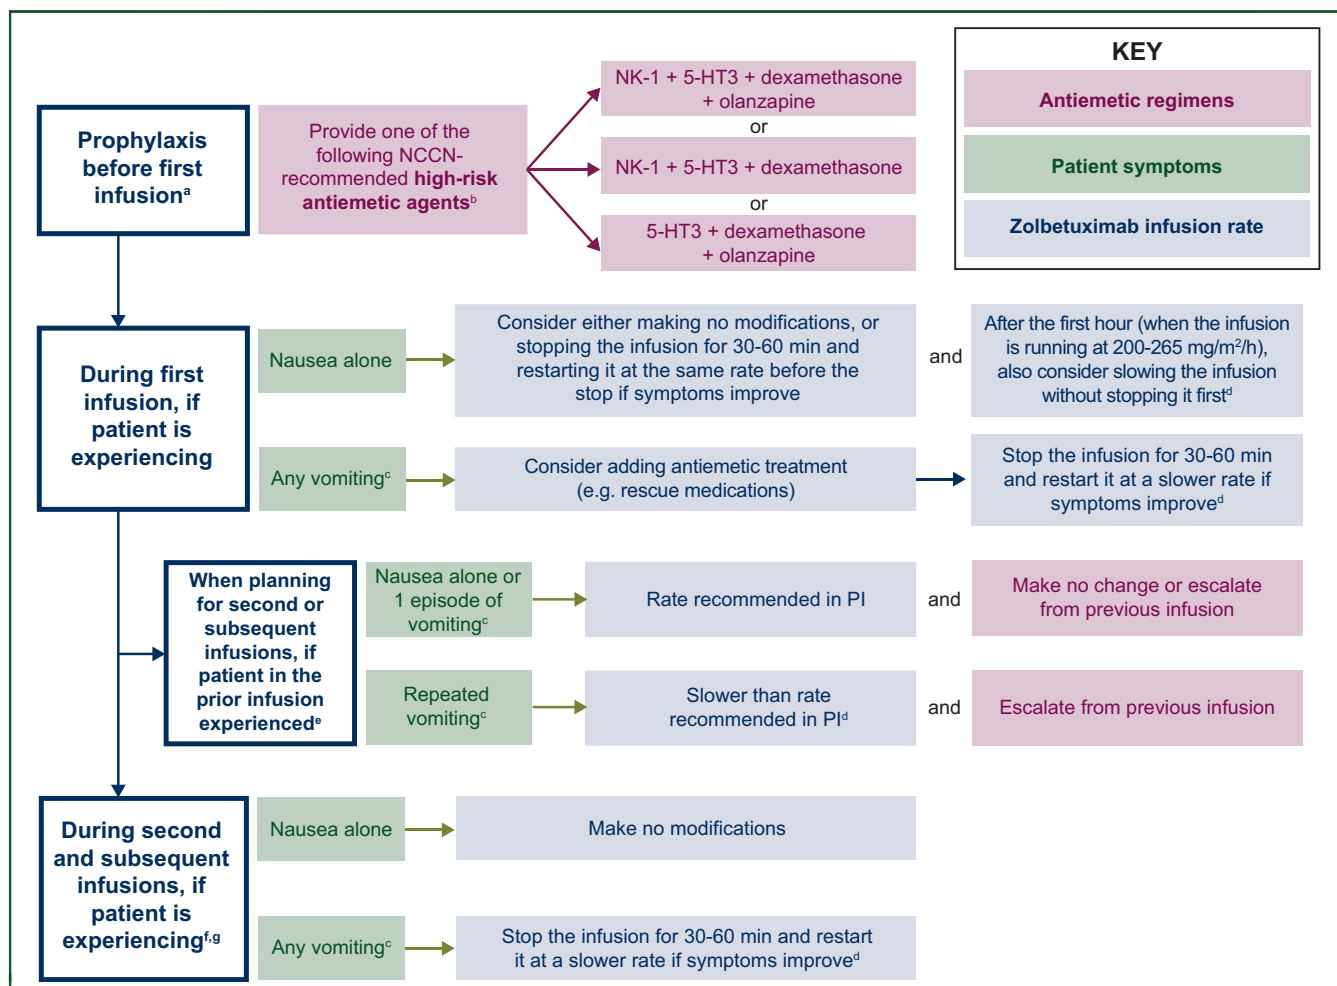 KEY
Antiemetic regimens
Patient symptoms
Zolbetuximab infusion rate
Prophylaxis
before first
infusionᵃ
Provide one of the
following NCCN-
recommended high-risk
antiemetic agentsᵇ
NK-1 + 5-HT3 + dexamethasone
+ olanzapine
or
NK-1 + 5-HT3 + dexamethasone
or
5-HT3 + dexamethasone
+ olanzapine
During first
infusion, if
patient is
experiencing
Nausea alone
Consider either making no modifications, or
stopping the infusion for 30-60 min and
restarting it at the same rate before the
stop if symptoms improve
and
After the first hour (when the infusion
is running at 200-265 mg/m²/h),
also consider slowing the infusion
without stopping it firstᵈ
Any vomitingᶜ
Consider adding antiemetic treatment
(e.g. rescue medications)
Stop the infusion for 30-60 min
and restart it at a slower rate if
symptoms improveᵈ
When planning
for second or
subsequent
infusions, if
patient in the
prior infusion
experiencedᵉ
Nausea alone or
1 episode of
vomitingᶜ
Rate recommended in PI
and
Make no change or escalate
from previous infusion
Repeated
vomitingᶜ
Slower than rate
recommended in PIᵈ
and
Escalate from previous infusion
During second
and subsequent
infusions, if
patient is
experiencingᶠ,ᵍ
Nausea alone
Make no modifications
Any vomitingᶜ
Stop the infusion for 30-60 min and restart
it at a slower rate if symptoms improveᵈ